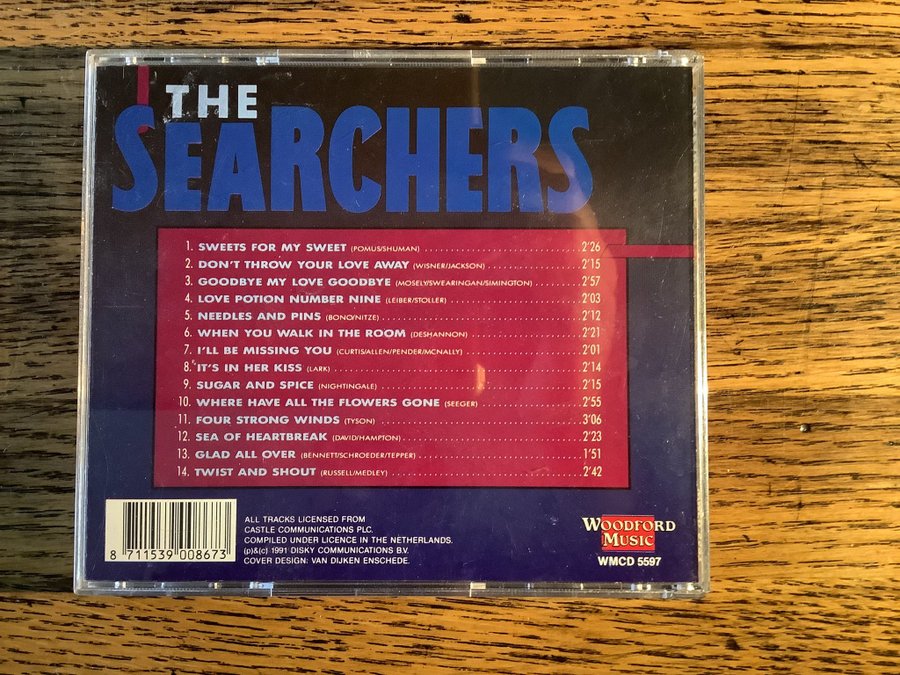 THE
SEARCHERS
1. SWEETS FOR MY SWEET (POMUS/SHUMAN) 2'26
2. DON'T THROW YOUR LOVE AWAY (WISNER/JACKSON) 2'15
3. GOODBYE MY LOVE GOODBYE (MOSELY/SWEARINGAN/SIMINGTON) 2'57
4. LOVE POTION NUMBER NINE (LEIBER/STOLLER) 2'03
5. NEEDLES AND PINS (BONO/NITZE) 2'12
6. WHEN YOU WALK IN THE ROOM (DESHANNON) 2'21
7. I'LL BE MISSING YOU (CURTIS/ALLEN/PENDER/MCNALLY) 2'01
8. IT'S IN HER KISS (LARK) 2'14
9. SUGAR AND SPICE (NIGHTINGALE) 2'15
10. WHERE HAVE ALL THE FLOWERS GONE (SEEGER) 2'55
11. FOUR STRONG WINDS (TYSON) 3'06
12. SEA OF HEARTBREAK (DAVID/HAMPTON) 2'23
13. GLAD ALL OVER (BENNETT/SCHROEDER/TEPPER) 1'51
14. TWIST AND SHOUT (RUSSELL/MEDLEY) 2'42
8 711539 008673
ALL TRACKS LICENSED FROM
CASTLE COMMUNICATIONS PLC.
COMPILED UNDER LICENCE IN THE NETHERLANDS.
(p)&(c) 1991 DISKY COMMUNICATIONS B.V.
COVER DESIGN: VAN DIJKEN ENSCHEDE.
WOODFORD
MUSIC
WMCD 5597